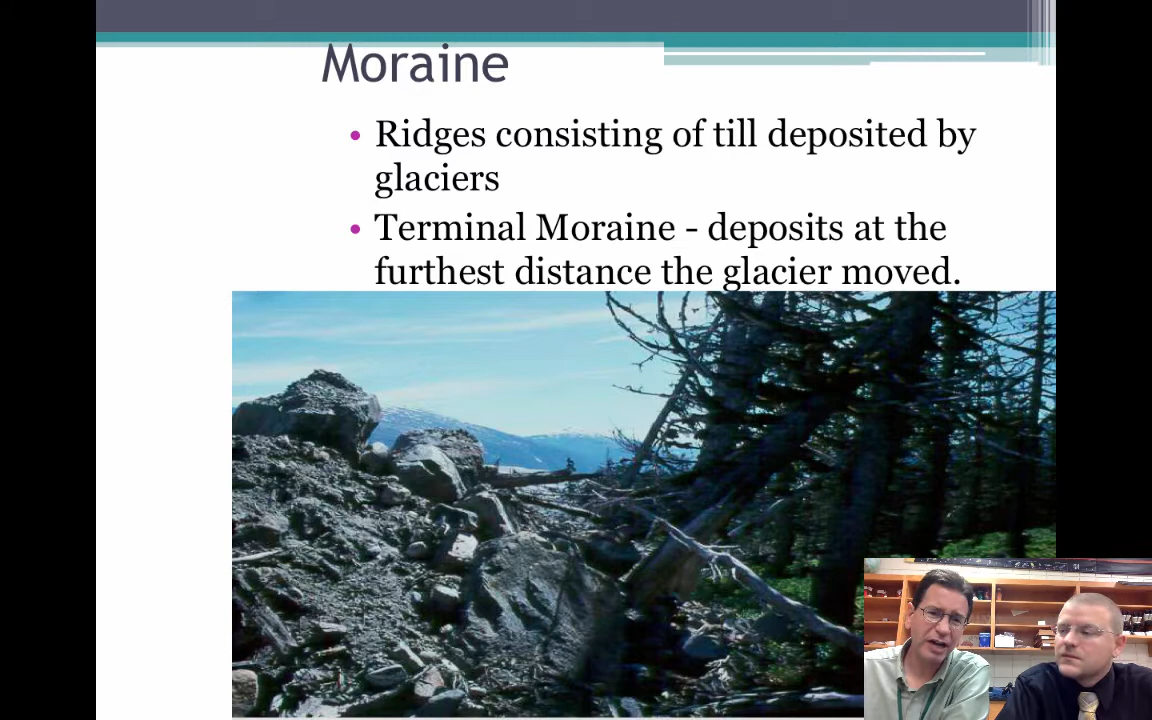 Moraine
• Ridges consisting of till deposited by
glaciers
• Terminal Moraine - deposits at the
furthest distance the glacier moved.